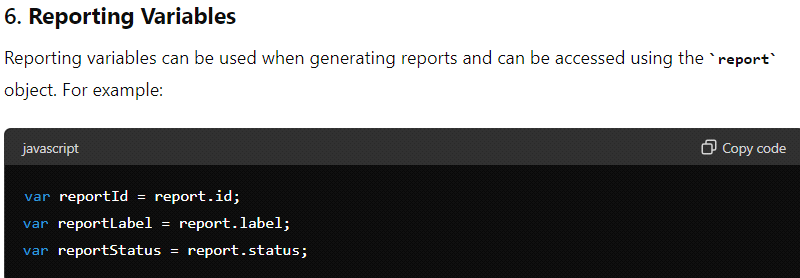 6. Reporting Variables
Reporting variables can be used when generating reports and can be accessed using the `report`
object. For example:
javascript
Copy code
var reportId = report.id;
var reportLabel = report.label;
var reportStatus = report.status;